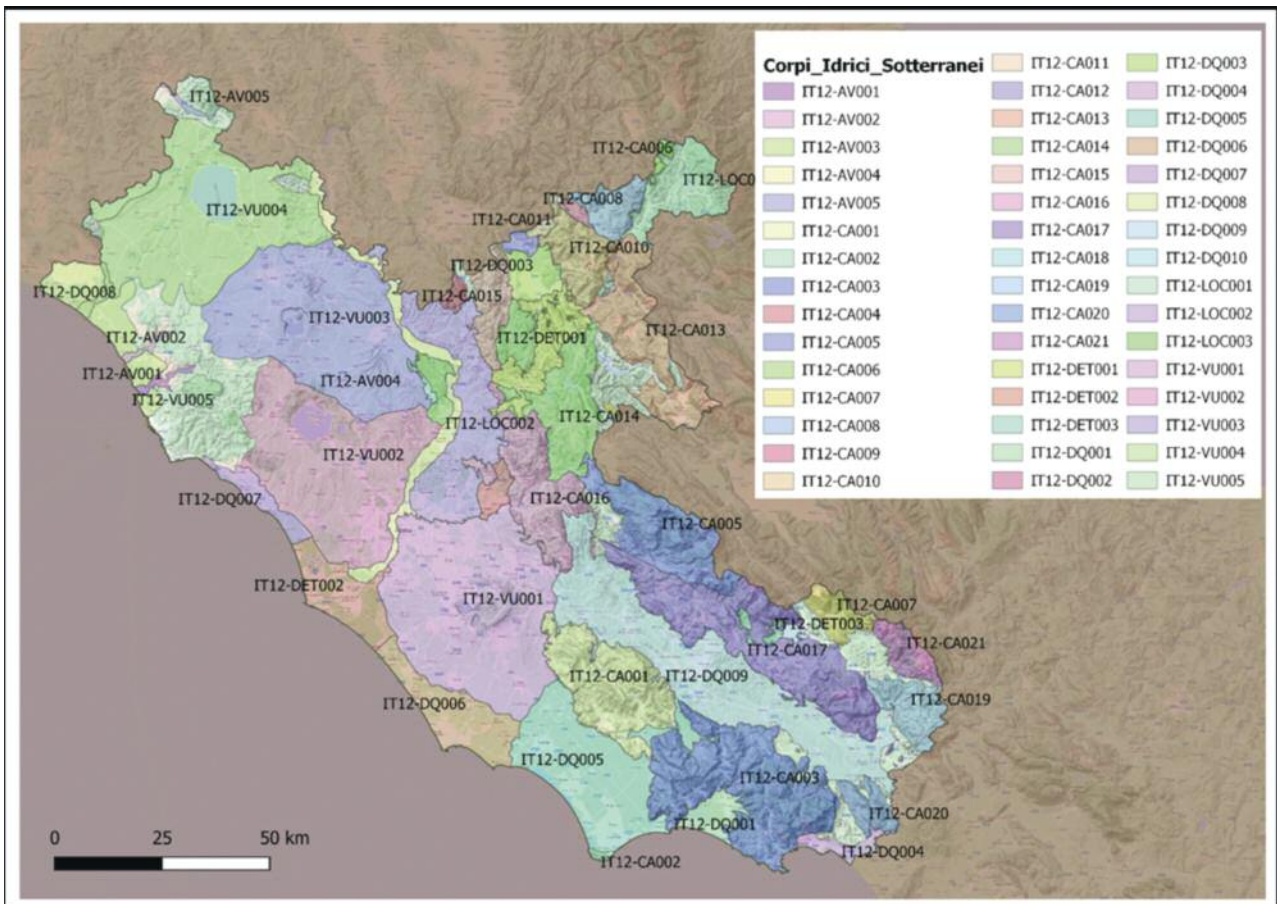 Corpi_Idrici_Sotterranei
IT12-AV001
IT12-AV002
IT12-AV003
IT12-AV004
IT12-AV005
IT12-CA001
IT12-CA002
IT12-CA003
IT12-CA004
IT12-CA005
IT12-CA006
IT12-CA007
IT12-CA008
IT12-CA009
IT12-CA010
IT12-CA011
IT12-CA012
IT12-CA013
IT12-CA014
IT12-CA015
IT12-CA016
IT12-CA017
IT12-CA018
IT12-CA019
IT12-CA020
IT12-CA021
IT12-DET001
IT12-DET002
IT12-DET003
IT12-DQ001
IT12-DQ002
IT12-DQ003
IT12-DQ004
IT12-DQ005
IT12-DQ006
IT12-DQ007
IT12-DQ008
IT12-DQ009
IT12-DQ010
IT12-LOC001
IT12-LOC002
IT12-LOC003
IT12-VU001
IT12-VU002
IT12-VU003
IT12-VU004
IT12-VU005
IT12-AV005
IT12-CA006
IT12-LOC0
IT12-CA008
IT12-VU004
IT12-CA011
IT12-CA010
IT12-DQ003
IT12-DQ008
IT12-CA015
IT12-VU003
IT12-CA013
IT12-AV002
IT12-DET001
IT12-AV001
IT12-AV004
IT12-VU005
IT12-CA014
IT12-LOC002
IT12-VU002
IT12-DQ007
IT12-CA016
IT12-CA005
IT12-DET002
IT12-VU001
IT12-CA007
IT12-DET003
IT12-CA021
IT12-CA017
IT12-CA001
IT12-DQ009
IT12-CA019
IT12-DQ006
IT12-DQ005
IT12-CA003
IT12-CA020
IT12-DQ001
IT12-DQ004
IT12-CA002
0 25 50 km